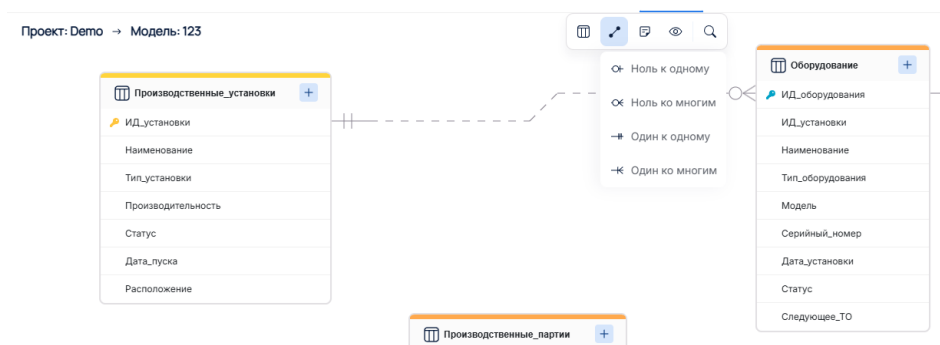 Проект: Demo → Модель: 123
Ноль к одному
Ноль ко многим
Один к одному
Один ко многим
Производственные_установки
ИД_установки
Наименование
Тип_установки
Производительность
Статус
Дата_пуска
Расположение
Оборудование
ИД_оборудования
ИД_установки
Наименование
Тип_оборудования
Модель
Серийный_номер
Дата_установки
Статус
Следующее_ТО
Производственные_партии